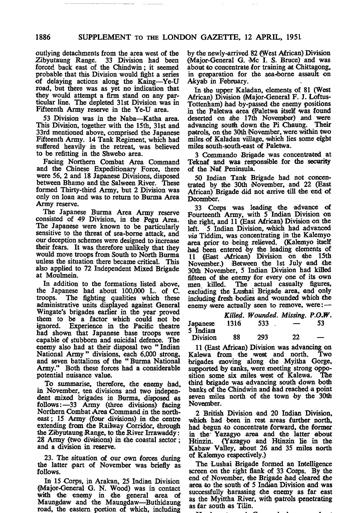 1886 SUPPLEMENT TO THE LONDON GAZETTE, 12 APRIL, 1951
outlying detachments from the area west of the
Zibyutaung Range. 33 Division had been
forced back east of the Chindwin; it seemed
probable that this Division would fight a series
of delaying actions along the Kaing—Ye-U
road, but there was as yet no indication that
they would attempt a firm stand on any par-
ticular line. The depleted 31st Division was in
Fifteenth Army reserve in the Ye-U area.
53 Division was in the Naba—Katha area.
This Division, together with the 15th, 31st and
33rd mentioned above, comprised the Japanese
Fifteenth Army. 14 Tank Regiment, which had
suffered heavily in the retreat, was believed
to be refitting in the Shwebo area.
Facing Northern Combat Area Command
and the Chinese Expeditionary Force, there
were 56, 2 and 18 Japanese Divisions, disposed
between Bhamo and the Salween River. These
formed Thirty-third Army, but 2 Division was
only on loan and was to return to Burma Area
Army reserve.
The Japanese Burma Area Army reserve
consisted of 49 Division, in the Pegu Area.
The Japanese were known to be particularly
sensitive to the threat of sea-borne attack, and
our deception schemes were designed to increase
their fears. It was therefore unlikely that they
would move troops from South to North Burma
unless the situation there became critical. This
also applied to 72 Independent Mixed Brigade
at Moulmein.
In addition to the formations listed above,
the Japanese had about 100,000 L. of C.
troops. The fighting qualities which these
administrative units displayed against General
Wingate's brigades earlier in the year proved
them to be a factor which could not be
ignored. Experience in the Pacific theatre
had shown that Japanese base troops were
capable of stubborn and suicidal defence. The
enemy also had at their disposal two "Indian
National Army" divisions, each 6,000 strong,
and seven battalions of the "Burma National
Army." Both these forces had a considerable
potential nuisance value.
To summarise, therefore, the enemy had,
in November, ten divisions and two indepen-
dent mixed brigades in Burma, disposed as
follows:—33 Army (three divisions) facing
Northern Combat Area Command in the north-
east; 15 Army (four divisions) in the centre
extending from the Railway Corridor, through
the Zibyutaung Range, to the River Irrawaddy;
28 Army (two divisions) in the coastal sector;
and a division in reserve.
23. The situation of our own forces during
the latter part of November was briefly as
follows.
In 15 Corps, in Arakan, 25 Indian Division
(Major-General G. N. Wood) was in contact
with the enemy in the general area of
Maungdaw and the Maungdaw—Buthidaung
road, the eastern portion of which, including
by the newly-arrived 82 (West African) Division
(Major-General G. Mc I. S. Bruce) and was
about to concentrate for training at Chittagong,
in preparation for the sea-borne assault on
Akyab in February.
In the upper Kaladan, elements of 81 (West
African) Division (Major-General F. J. Loftus-
Tottenham) had by-passed the enemy positions
in the Paletwa area (Paletwa itself was found
deserted on the 17th November) and were
advancing south down the Pi Chaung. Their
patrols, on the 30th November, were within two
miles of Kaladan village, which lies some eight
miles south-south-east of Paletwa.
3 Commando Brigade was concentrated at
Teknaf and was responsible for the security
of the Naf Peninsula.
50 Indian Tank Brigade had not concen-
trated by the 30th November, and 22 (East
African) Brigade did not arrive till the end of
December.
33 Corps was leading the advance of
Fourteenth Army, with 5 Indian Division on
the right, and 11 (East African) Division on the
left. 5 Indian Division, which had advanced
via Tiddim, was concentrating in the Kalemyo
area prior to being relieved. (Kalemyo itself
had been entered by the leading elements of
11 (East African) Division on the 15th
November.) Between the 1st July and the
30th November, 5 Indian Division had killed
fifteen of the enemy for every one of its own
men killed. The actual casualty figures,
excluding the Lushai Brigade area, and only
including fresh bodies and wounded which the
enemy were actually seen to remove, were:—
Killed. Wounded. Missing. P.O.W.
Japanese 1316 533 — 53
5 Indian
Division 88 293 22 —
11 (East African) Division was advancing on
Kalewa from the west and north. Two
brigades moving along the Myitha Gorge,
supported by tanks, were meeting strong oppo-
sition some six miles west of Kalewa. The
third brigade was advancing south down both
banks of the Chindwin and had reached a point
seven miles north of the town by the 30th
November.
2 British Division and 20 Indian Division,
which had been in rest areas further north,
had begun to concentrate forward, the former
in the Yazagyo area and the latter about
Htinzin. (Yazagyo and Htinzin lie in the
Kabaw Valley, about 26 and 35 miles north
of Kalemyo respectively.)
The Lushai Brigade formed an Intelligence
screen on the right flank of 33 Corps. By the
end of November, the Brigade had cleared the
area to the south of 5 Indian Division and was
successfully harassing the enemy as far east
as the Myittha River, with patrols penetrating
as far south as Tilin.